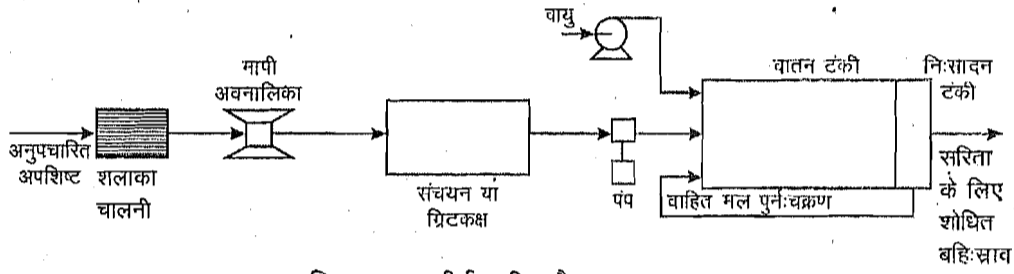 वायु
मापी
अवनालिका
वातन टंकी
निःसादन
टंकी
अनुपचारित
अपशिष्ट
शलाका
चालनी
संचयन या
ग्रिटकक्ष
पंप
वाहित मल पुर्नःचक्रण
सरिता
के लिए
शोधित
बहिःस्राव